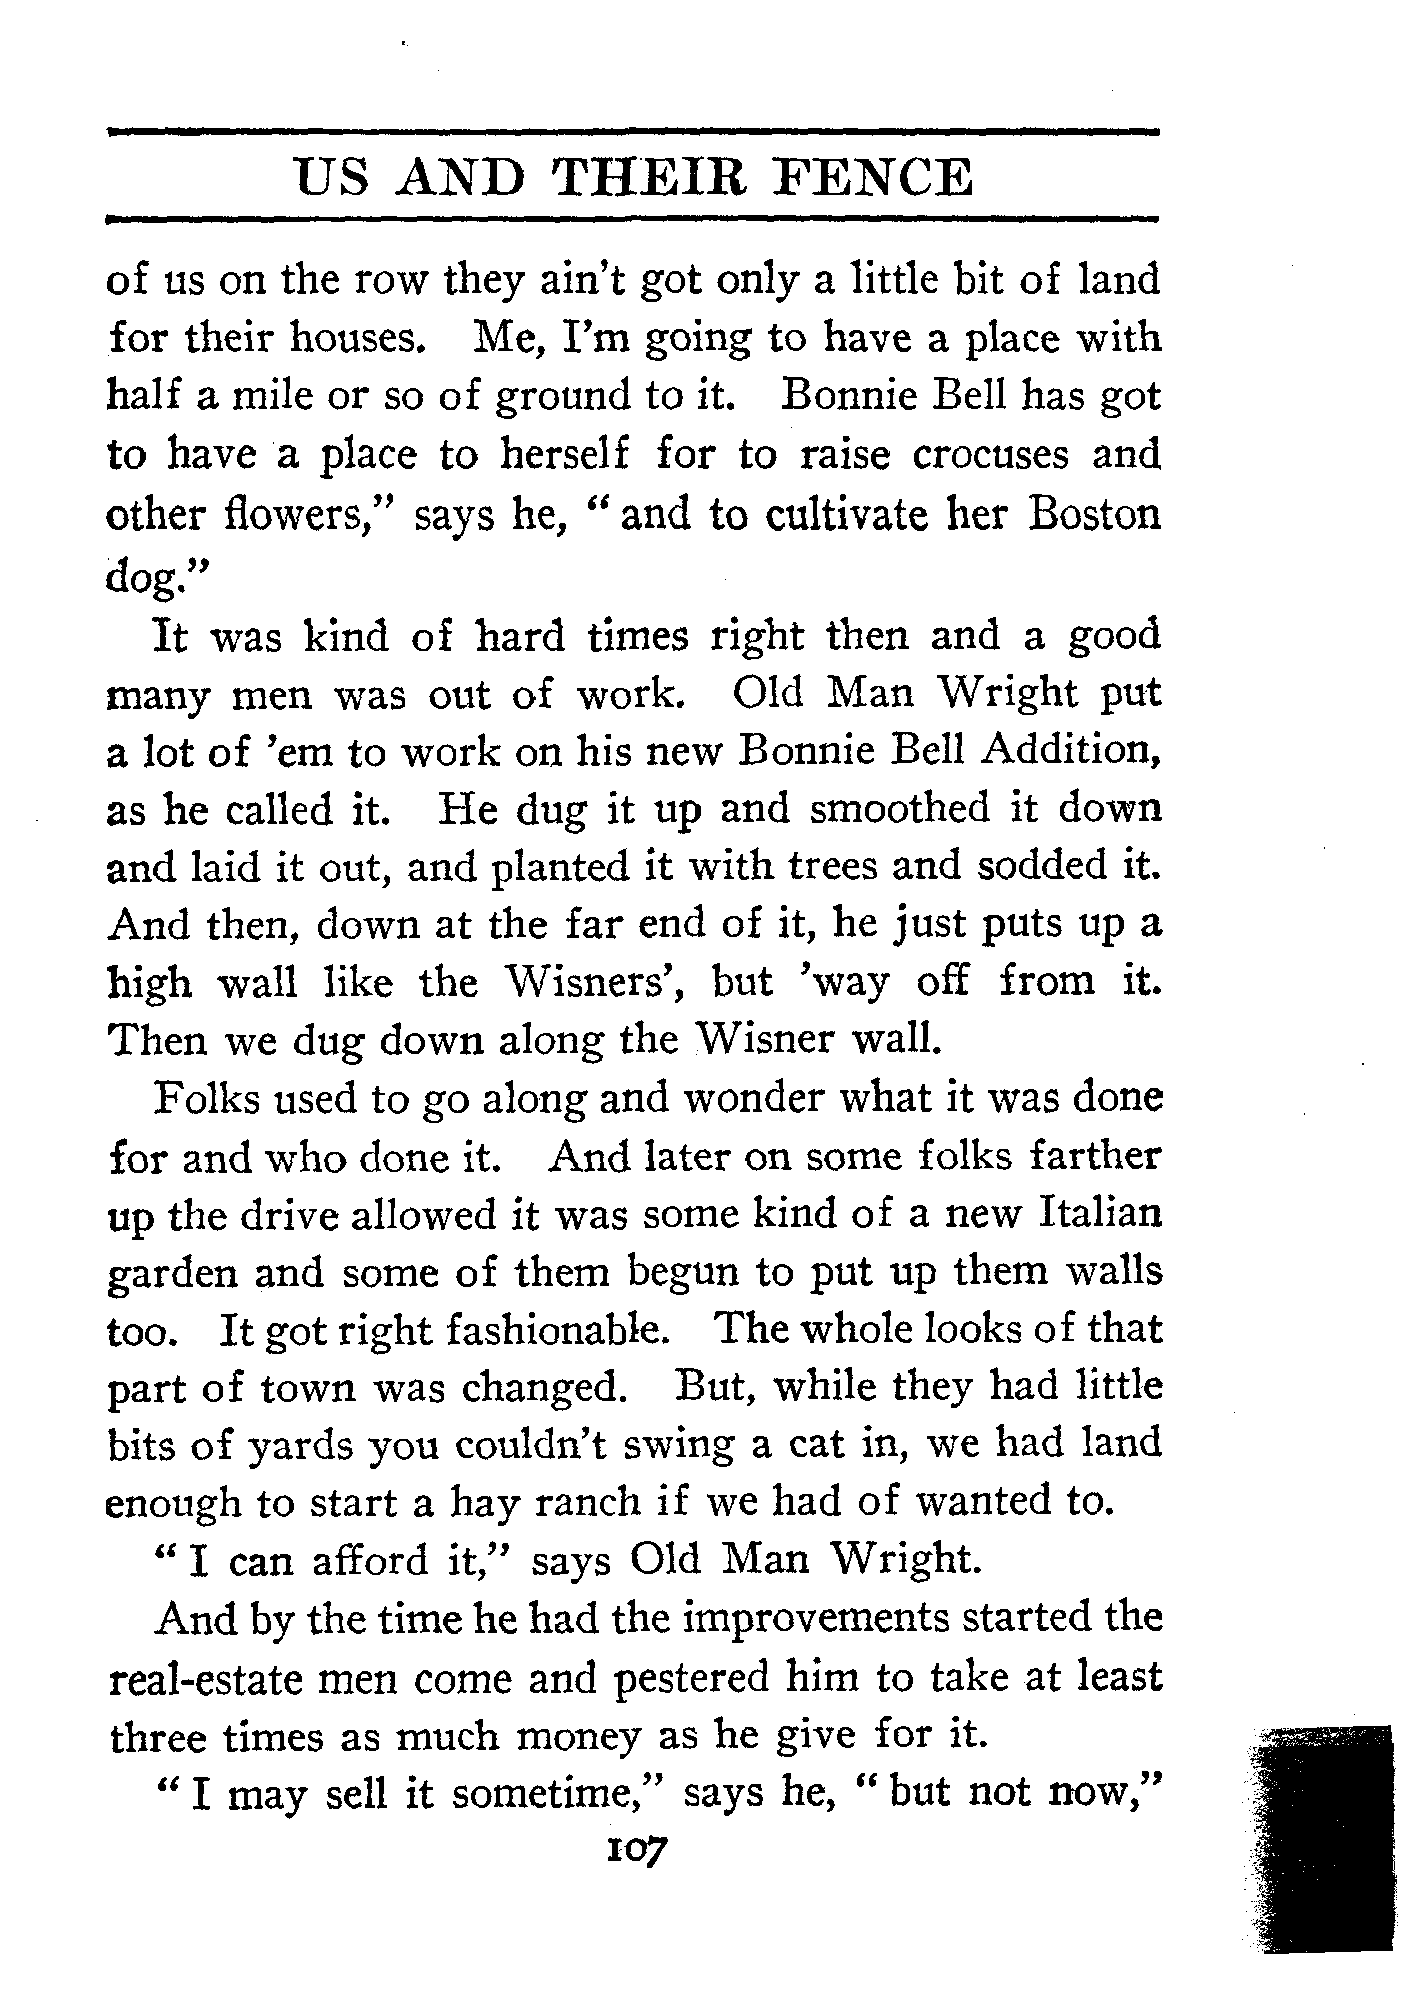 US AND THEIR FENCE
of us on the row they ain't got only a little bit of land
for their houses. Me, I'm going to have a place with
half a mile or so of ground to it. Bonnie Bell has got
to have a place to herself for to raise crocuses and
other flowers," says he, "and to cultivate her Boston
dog."
It was kind of hard times right then and a good
many men was out of work. Old Man Wright put
a lot of 'em to work on his new Bonnie Bell Addition,
as he called it. He dug it up and smoothed it down
and laid it out, and planted it with trees and sodded it.
And then, down at the far end of it, he just puts up a
high wall like the Wisners', but 'way off from it.
Then we dug down along the Wisner wall.
Folks used to go along and wonder what it was done
for and who done it. And later on some folks farther
up the drive allowed it was some kind of a new Italian
garden and some of them begun to put up them walls
too. It got right fashionable. The whole looks of that
part of town was changed. But, while they had little
bits of yards you couldn't swing a cat in, we had land
enough to start a hay ranch if we had of wanted to.
"I can afford it," says Old Man Wright.
And by the time he had the improvements started the
real-estate men come and pestered him to take at least
three times as much money as he give for it.
"I may sell it sometime," says he, "but not now,"
107